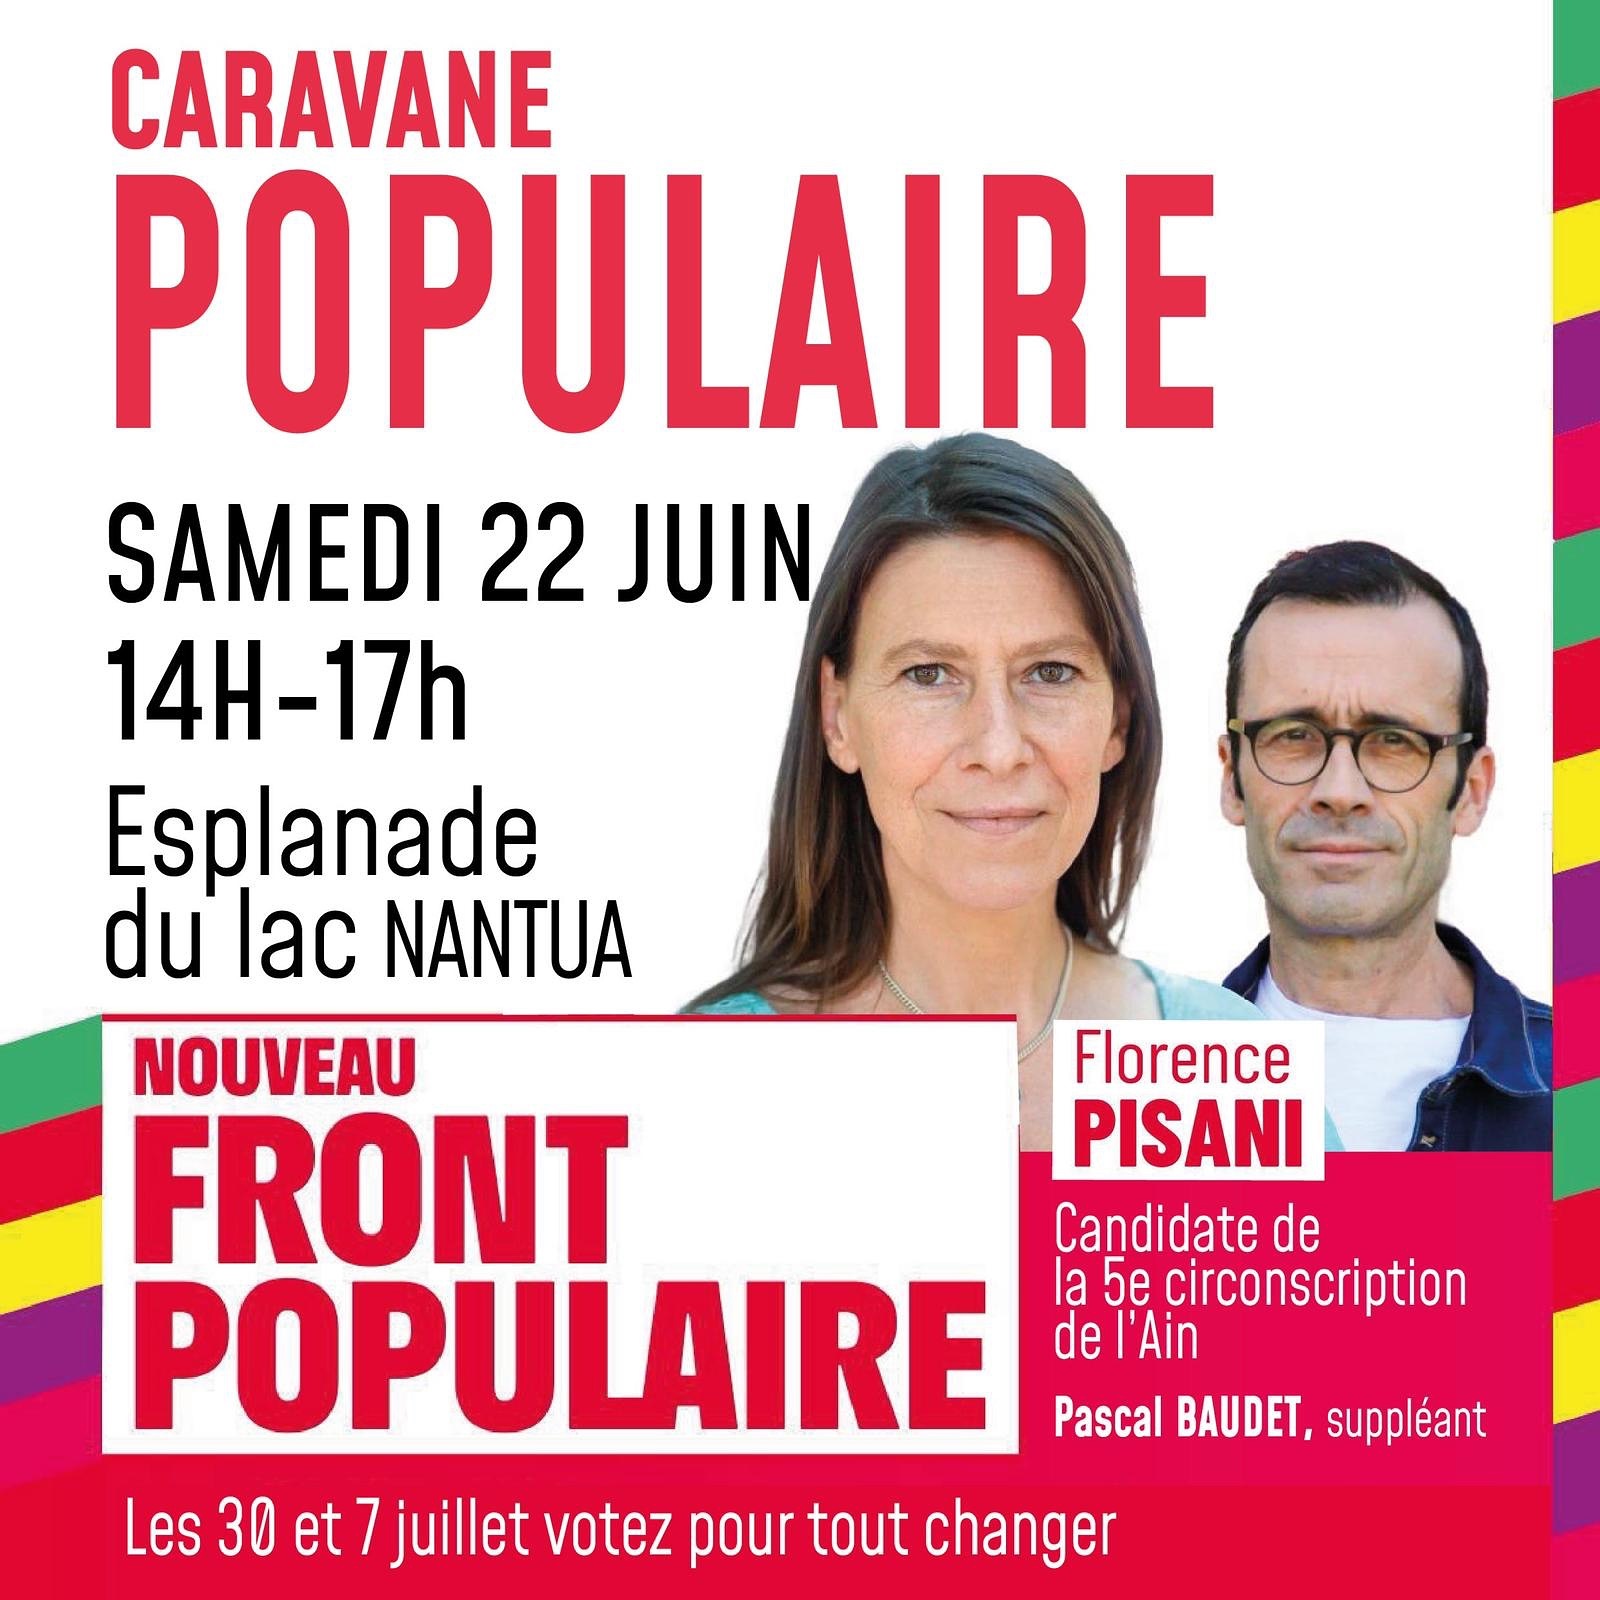 CARAVANE
POPULAIRE
SAMEDI 22 JUIN
14H-17h
Esplanade
du lac NANTUA
NOUVEAU
FRONT
POPULAIRE
Florence
PISANI
Candidate de
la 5e circonscription
de l'Ain
Pascal BAUDET, suppléant
Les 30 et 7 juillet votez pour tout changer